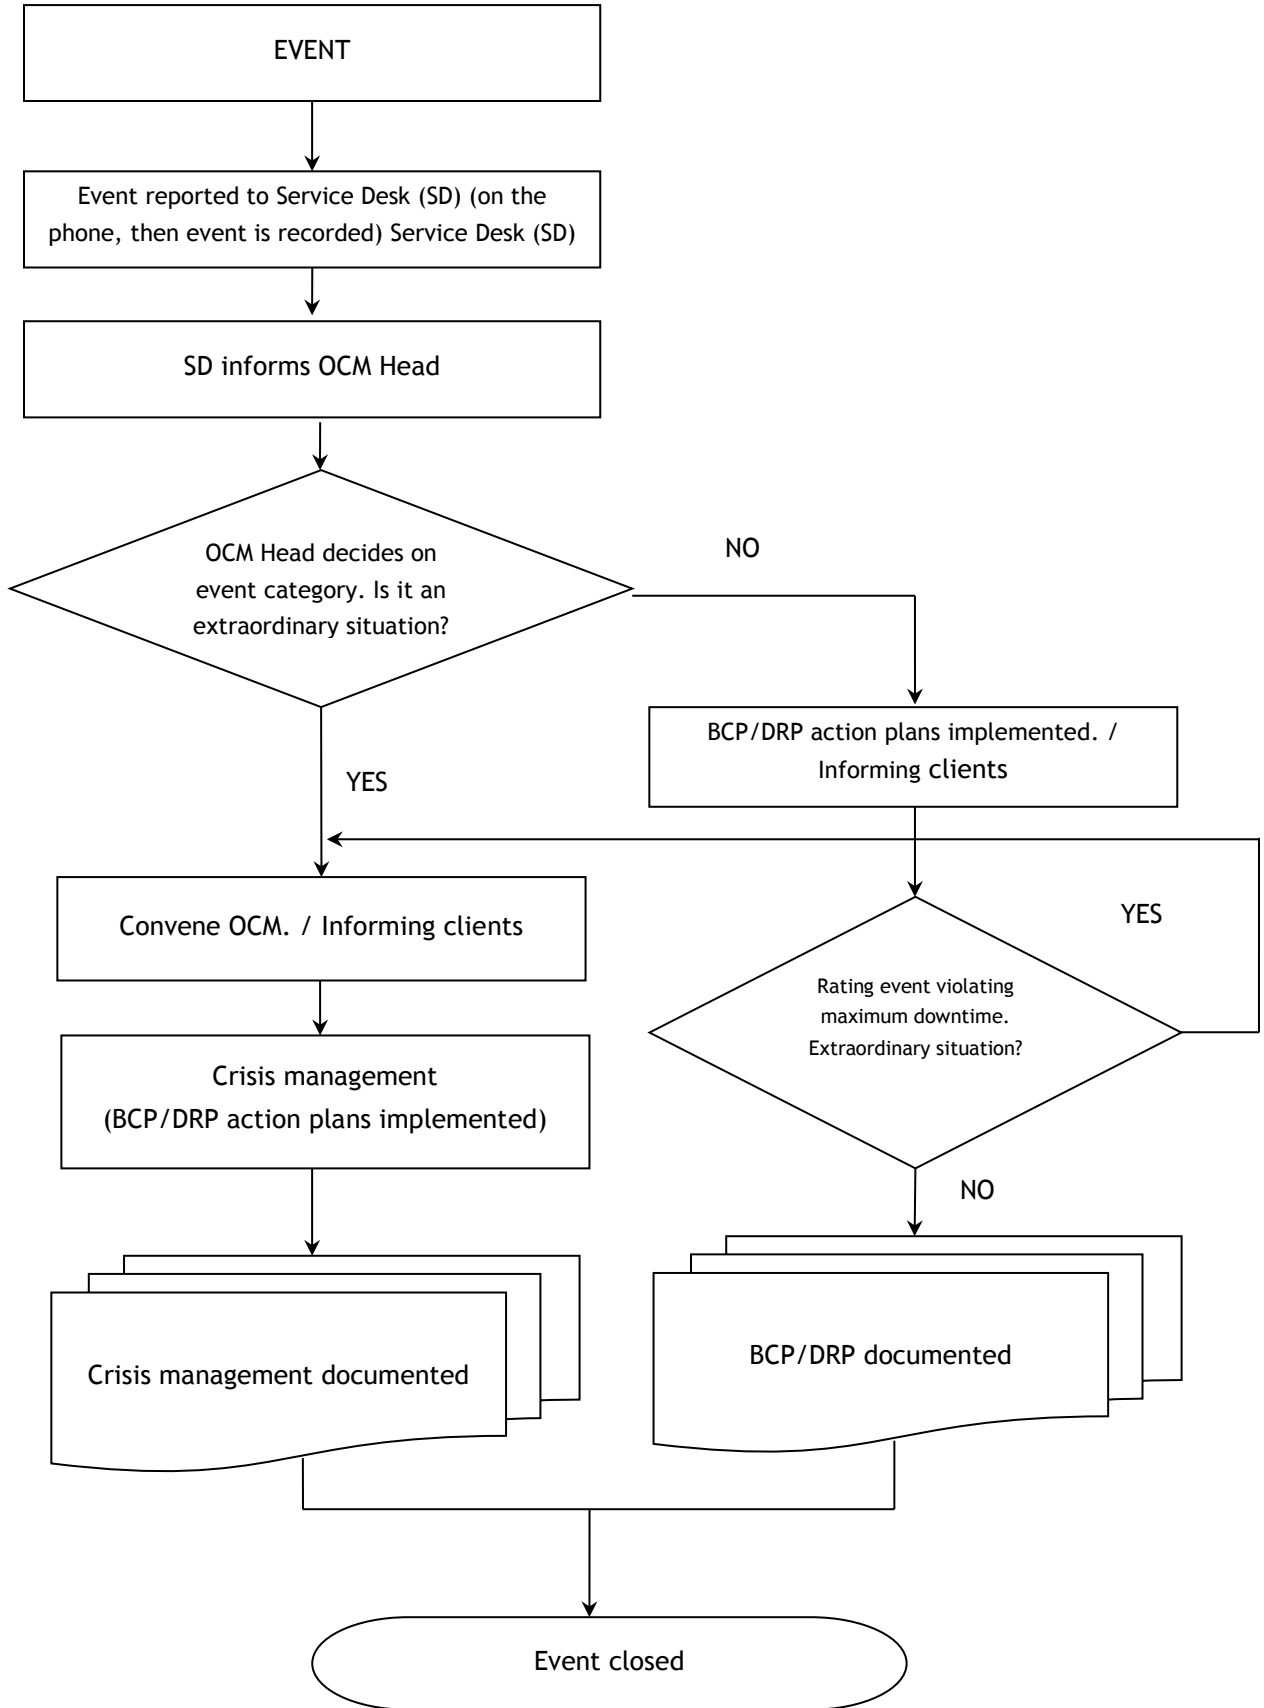 EVENT
Event reported to Service Desk (SD) (on the
phone, then event is recorded) Service Desk (SD)
SD informs OCM Head
OCM Head decides on
event category. Is it an
extraordinary situation?
NO
BCP/DRP action plans implemented. /
Informing clients
YES
Convene OCM. / Informing clients
YES
Rating event violating
maximum downtime.
Extraordinary situation?
Crisis management
(BCP/DRP action plans implemented)
NO
Crisis management documented
BCP/DRP documented
Event closed